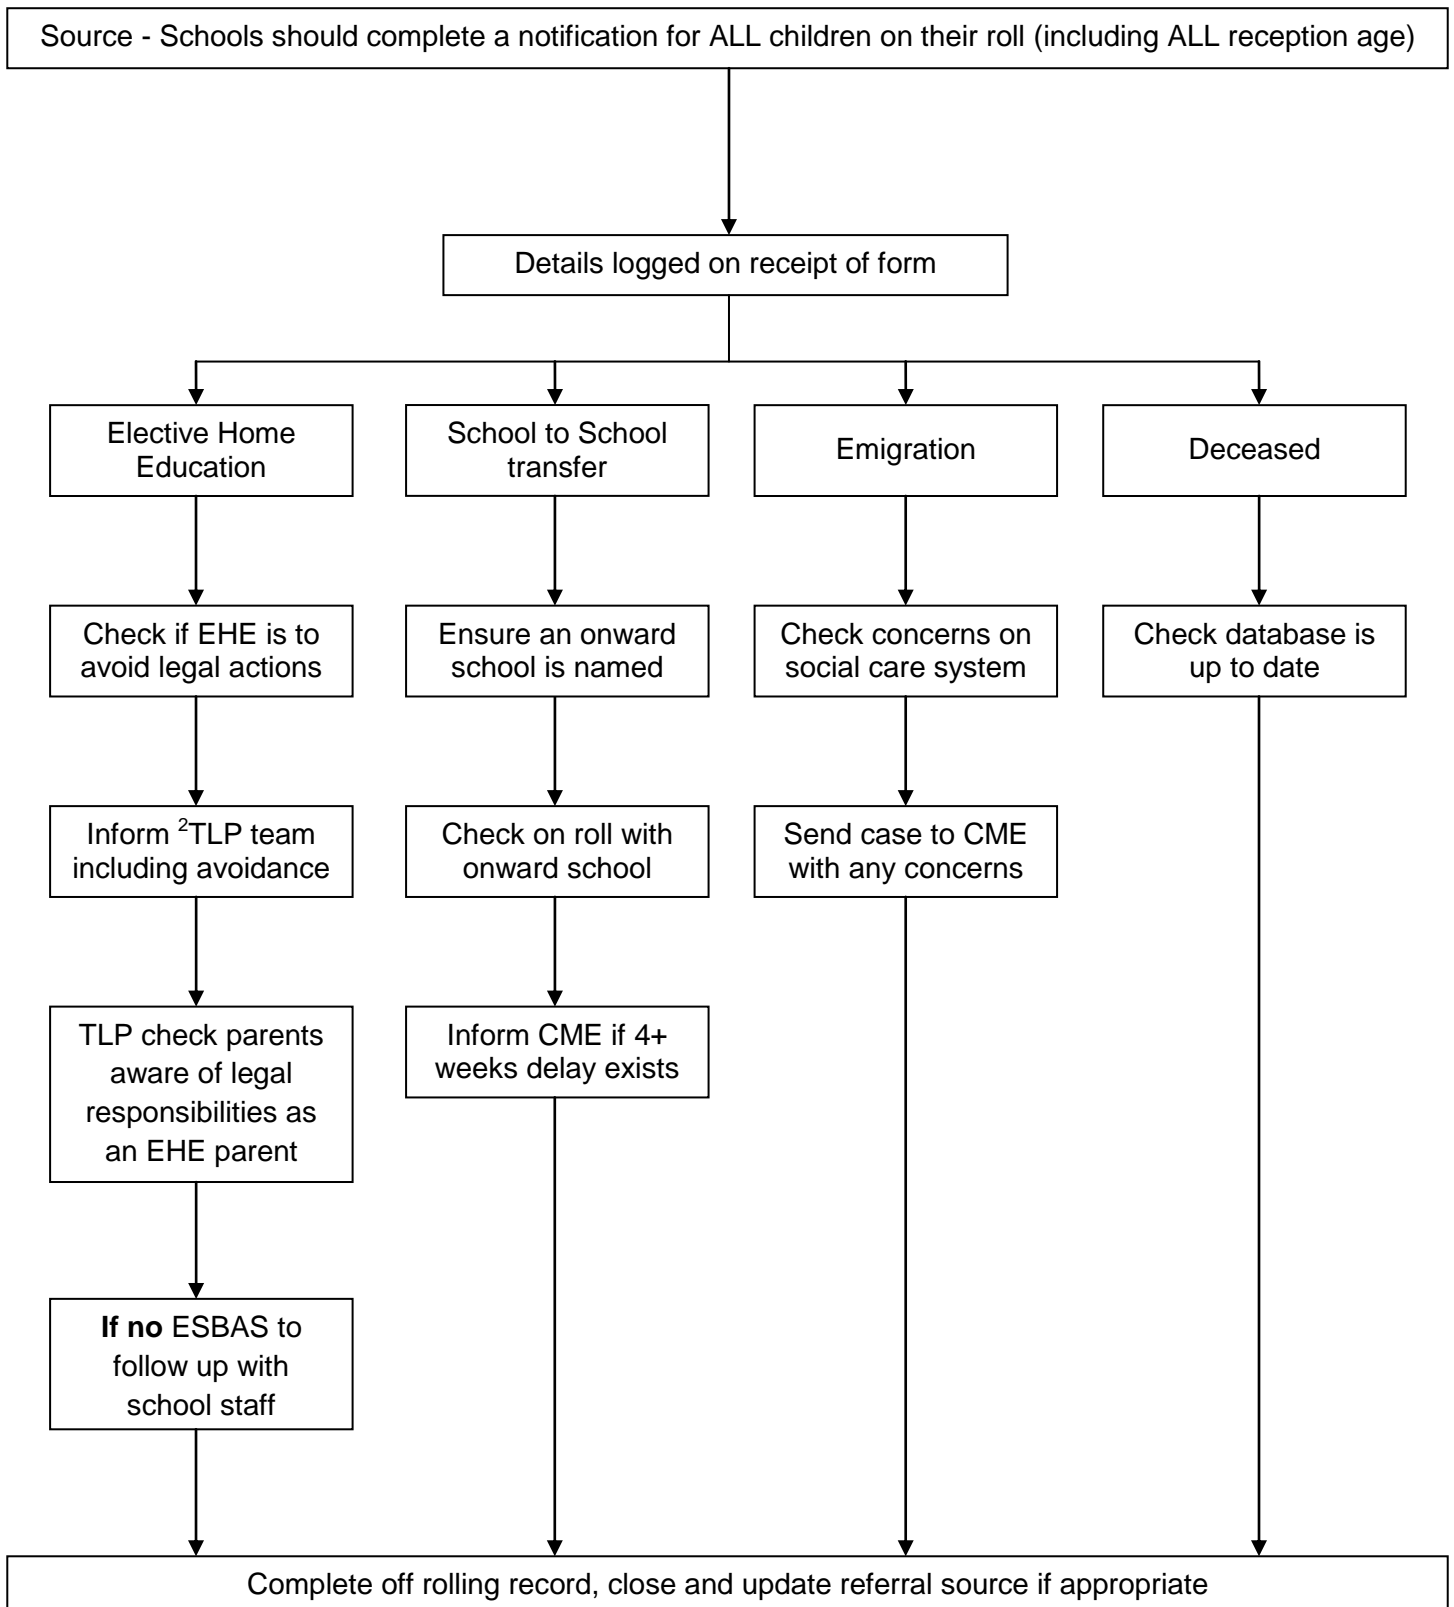 Source - Schools should complete a notification for ALL children on their roll (including ALL reception age)
Details logged on receipt of form
Elective Home
Education
School to School
transfer
Emigration
Deceased
Check if EHE is to
avoid legal actions
Ensure an onward
school is named
Check concerns on
social care system
Check database is
up to date
Inform ²TLP team
including avoidance
Check on roll with
onward school
Send case to CME
with any concerns
TLP check parents
aware of legal
responsibilities as
an EHE parent
Inform CME if 4+
weeks delay exists
If no ESBAS to
follow up with
school staff
Complete off rolling record, close and update referral source if appropriate